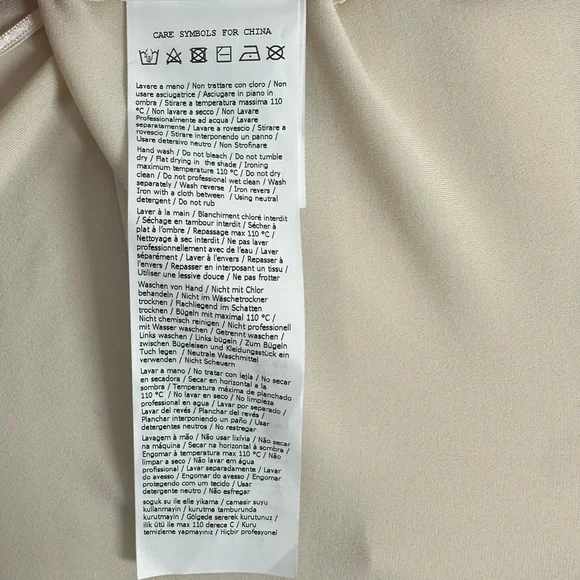 CARE SYMBOLS FOR CHINA
Lavare a mano / Non trattare con cloro / Non
usare asciugatrice / Asciugare in piano in
ombra / Stirare a temperatura massima 110
°C / Non lavare a secco / Non Lavare
Professionalmente ad acqua / Lavare
separatamente / Lavare a rovescio / Stirare a
rovescio / Stirare interponendo un panno /
Usare detersivo neutro / Non Strofinare
Hand wash / Do not bleach / Do not tumble
dry / Flat drying in the shade / Ironing
maximum temperature 110 °C / Do not dry
clean / Do not professional wet clean / Wash
separately / Wash reverse / Iron revers /
Iron with a cloth between / Using neutral
detergent / Do not rub
Laver à la main / Blanchiment chloré interdit
/ Séchage en tambour interdit / Sécher à
plat à l'ombre / Repassage max 110 °C /
Nettoyage à sec interdit / Ne pas laver
professionnellement avec de l'eau / Laver
séparément / Laver à l'envers / Repasser à
l'envers / Repasser en interposant un tissu /
Utiliser une lessive douce / Ne pas frotter
Waschen von Hand / Nicht mit Chlor
behandeln / Nicht im Wäschetrockner
trocknen / Flachliegend im Schatten
trocknen / Bügeln mit maximal 110 °C /
Nicht chemisch reinigen / Nicht professionell
mit Wasser waschen / Getrennt waschen /
Links waschen / Links bügeln / Zum Bügeln
zwischen Bügeleisen und Kleidungsstück ein
Tuch legen / Neutrale Waschmittel
verwenden / Nicht Scheuern
Lavar a mano / No tratar con lejía / No secar
en secadora / Secar en horizontal a la
sombra / Temperatura máxima de planchado
110 °C / No lavar en seco / No limpieza
profesional en agua / Lavar por separado /
Lavar del revés / Planchar del revés /
Planchar interponiendo un paño / Usar
detergentes neutros / No restregar
Lavagem à mão / Não usar lixívia / Não secar
na máquina / Secar na horizontal à sombra /
Engomar à temperatura max 110 °C / Não
limpar a seco / Não lavar em água
profissional / Lavar separadamente / Lavar
do avesso / Engomar do avesso / Engomar
protegendo com um tecido / Usar
detergente neutro / Não esfregar
soguk su ile elle yikama / camasir suyu
kullanmayin / kurutma tamburunda
kurutmayin / Gölgede sererek kurutunuz /
ilik ütü ile max 110 derece C / Kuru
temizleme yapmayınız / Hiçbir profesyonel